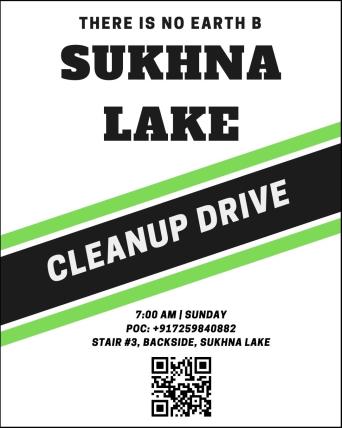 THERE IS NO EARTH B
SUKHNA
LAKE
CLEANUP DRIVE
7:00 AM | SUNDAY
POC: +917259840882
STAIR #3, BACKSIDE, SUKHNA LAKE